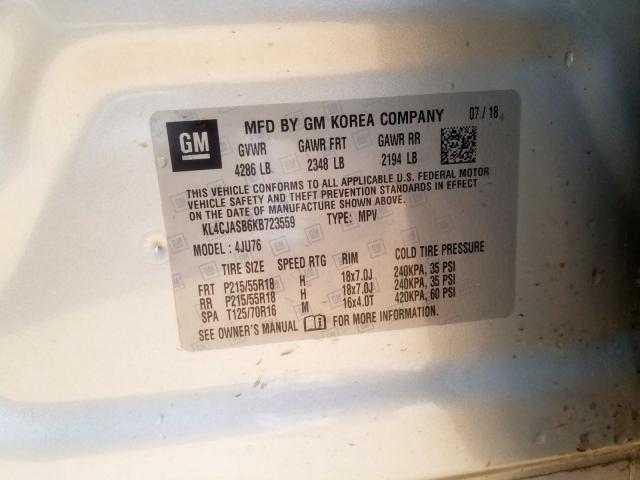 GM
MFD BY GM KOREA COMPANY 07/18
GVWR GAWR FRT GAWR RR
4286 LB 2348 LB 2194 LB
THIS VEHICLE CONFORMS TO ALL APPLICABLE U.S. FEDERAL MOTOR
VEHICLE SAFETY AND THEFT PREVENTION STANDARDS IN EFFECT
ON THE DATE OF MANUFACTURE SHOWN ABOVE.
KL4CJASB6KB723559 TYPE: MPV
MODEL: 4JU76
TIRE SIZE SPEED RTG RIM COLD TIRE PRESSURE
FRT P215/55R18 H 18x7.0J 240KPA, 35 PSI
RR P215/55R18 H 18x7.0J 240KPA, 35 PSI
SPA T125/70R16 M 16x4.0T 420KPA, 60 PSI
SEE OWNER'S MANUAL FOR MORE INFORMATION.